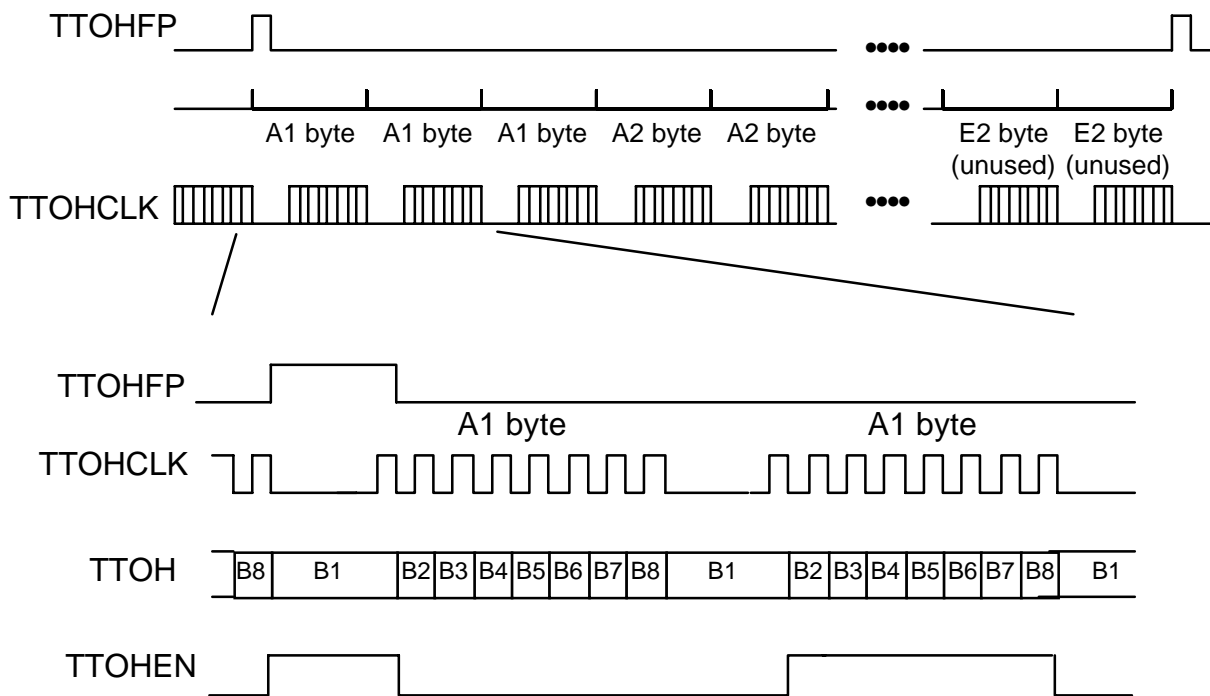 TTOHFP
A1 byte A1 byte A1 byte A2 byte A2 byte E2 byte (unused) E2 byte (unused)
TTOHCLK
TTOHFP
A1 byte A1 byte
TTOHCLK
TTOH B8 B1 B2 B3 B4 B5 B6 B7 B8 B1 B2 B3 B4 B5 B6 B7 B8 B1
TTOHEN